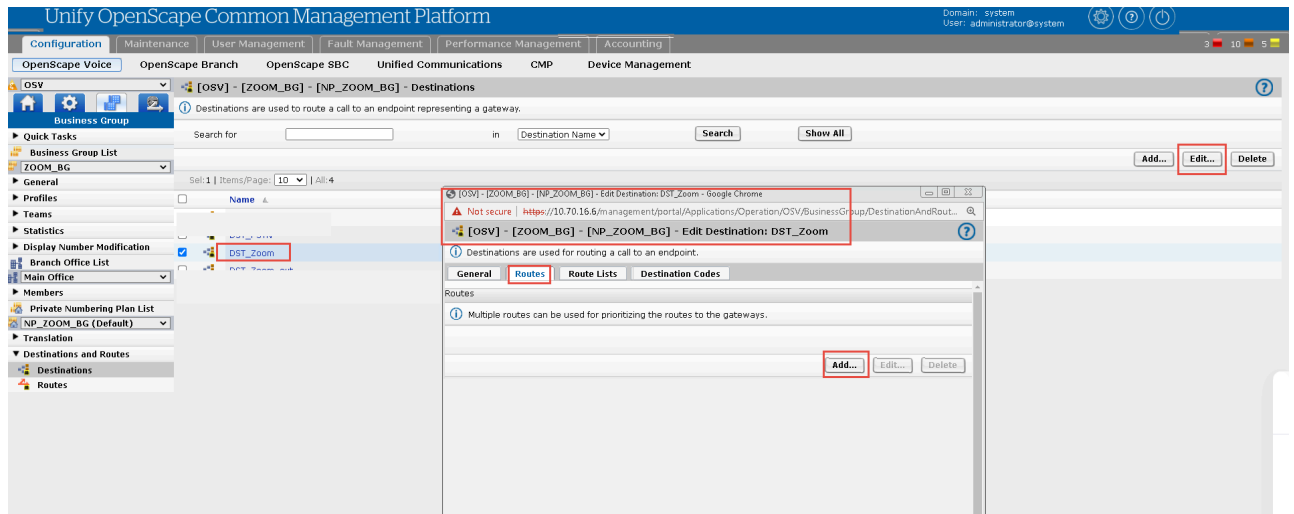 Unify OpenScape Common Management Platform
Domain: system
User: administrator@system
Configuration Maintenance User Management Fault Management Performance Management Accounting
3 10 5
OpenScape Voice OpenScape Branch OpenScape SBC Unified Communications CMP Device Management
OSV
[OSV] - [ZOOM_BG] - [NP_ZOOM_BG] - Destinations
Destinations are used to route a call to an endpoint representing a gateway.
Business Group
Quick Tasks
Search for in Destination Name Search Show All
Business Group List
Add... Edit... Delete
ZOOM_BG
General
Sel:1 | Items/Page: 10 | All:4
Profiles
Name
Teams
Statistics
Display Number Modification
DST_Zoom
Branch Office List
Main Office
DST_Zoom_out
Members
Private Numbering Plan List
NP_ZOOM_BG (Default)
Translation
Destinations and Routes
Destinations
Routes
[OSV] - [ZOOM_BG] - [NP_ZOOM_BG] - Edit Destination: DST_Zoom - Google Chrome
Not secure | https://10.70.16.6/management/portal/Applications/Operation/OSV/BusinessGroup/DestinationAndRout...
[OSV] - [ZOOM_BG] - [NP_ZOOM_BG] - Edit Destination: DST_Zoom
Destinations are used for routing a call to an endpoint.
General Routes Route Lists Destination Codes
Routes
Multiple routes can be used for prioritizing the routes to the gateways.
Add... Edit... Delete